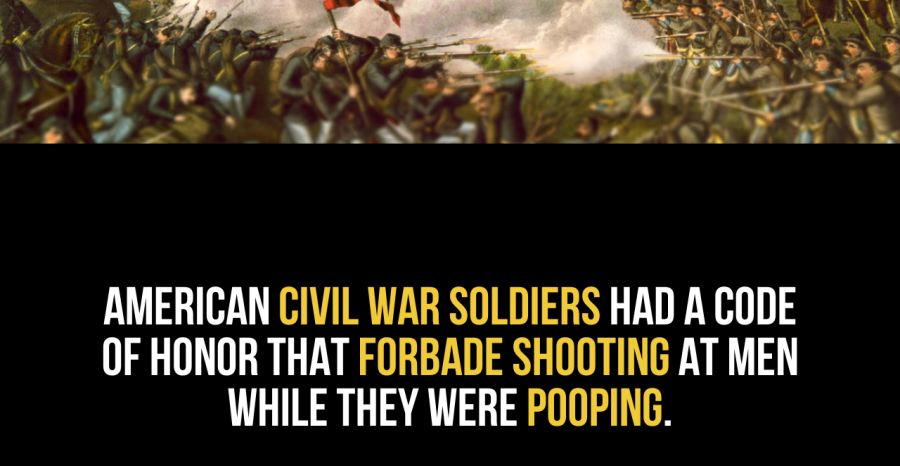 AMERICAN CIVIL WAR SOLDIERS HAD A CODE
OF HONOR THAT FORBADE SHOOTING AT MEN
WHILE THEY WERE POOPING.